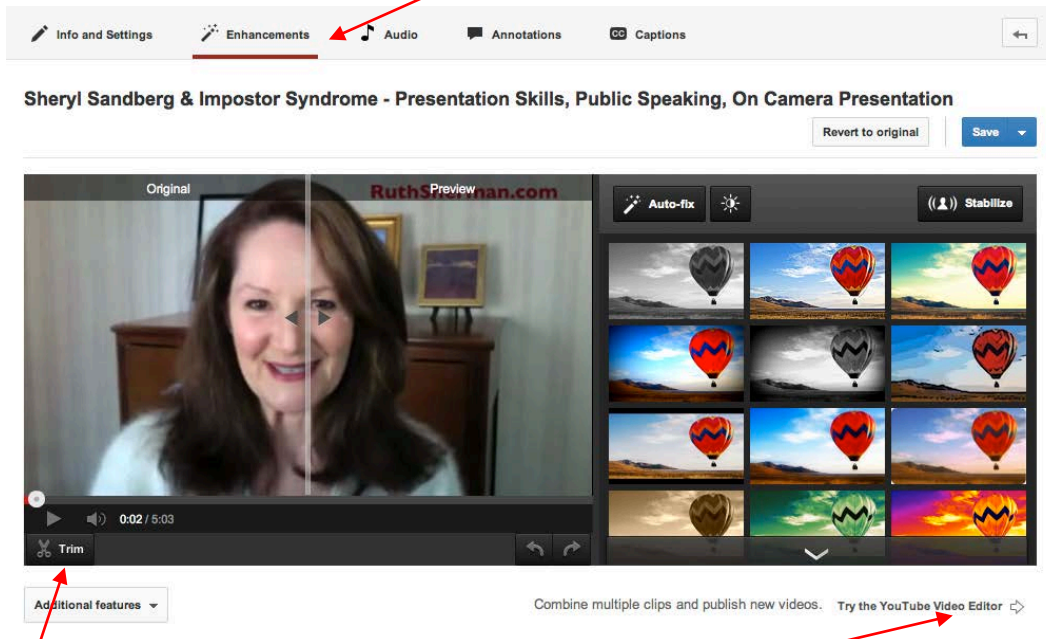 Info and Settings Enhancements Audio Annotations CC Captions
Sheryl Sandberg & Impostor Syndrome - Presentation Skills, Public Speaking, On Camera Presentation
Revert to original Save
Original Preview
RuthSherman.com
Auto-fix Stabilize
0:02 / 5:03
Trim
Additional features Combine multiple clips and publish new videos. Try the YouTube Video Editor